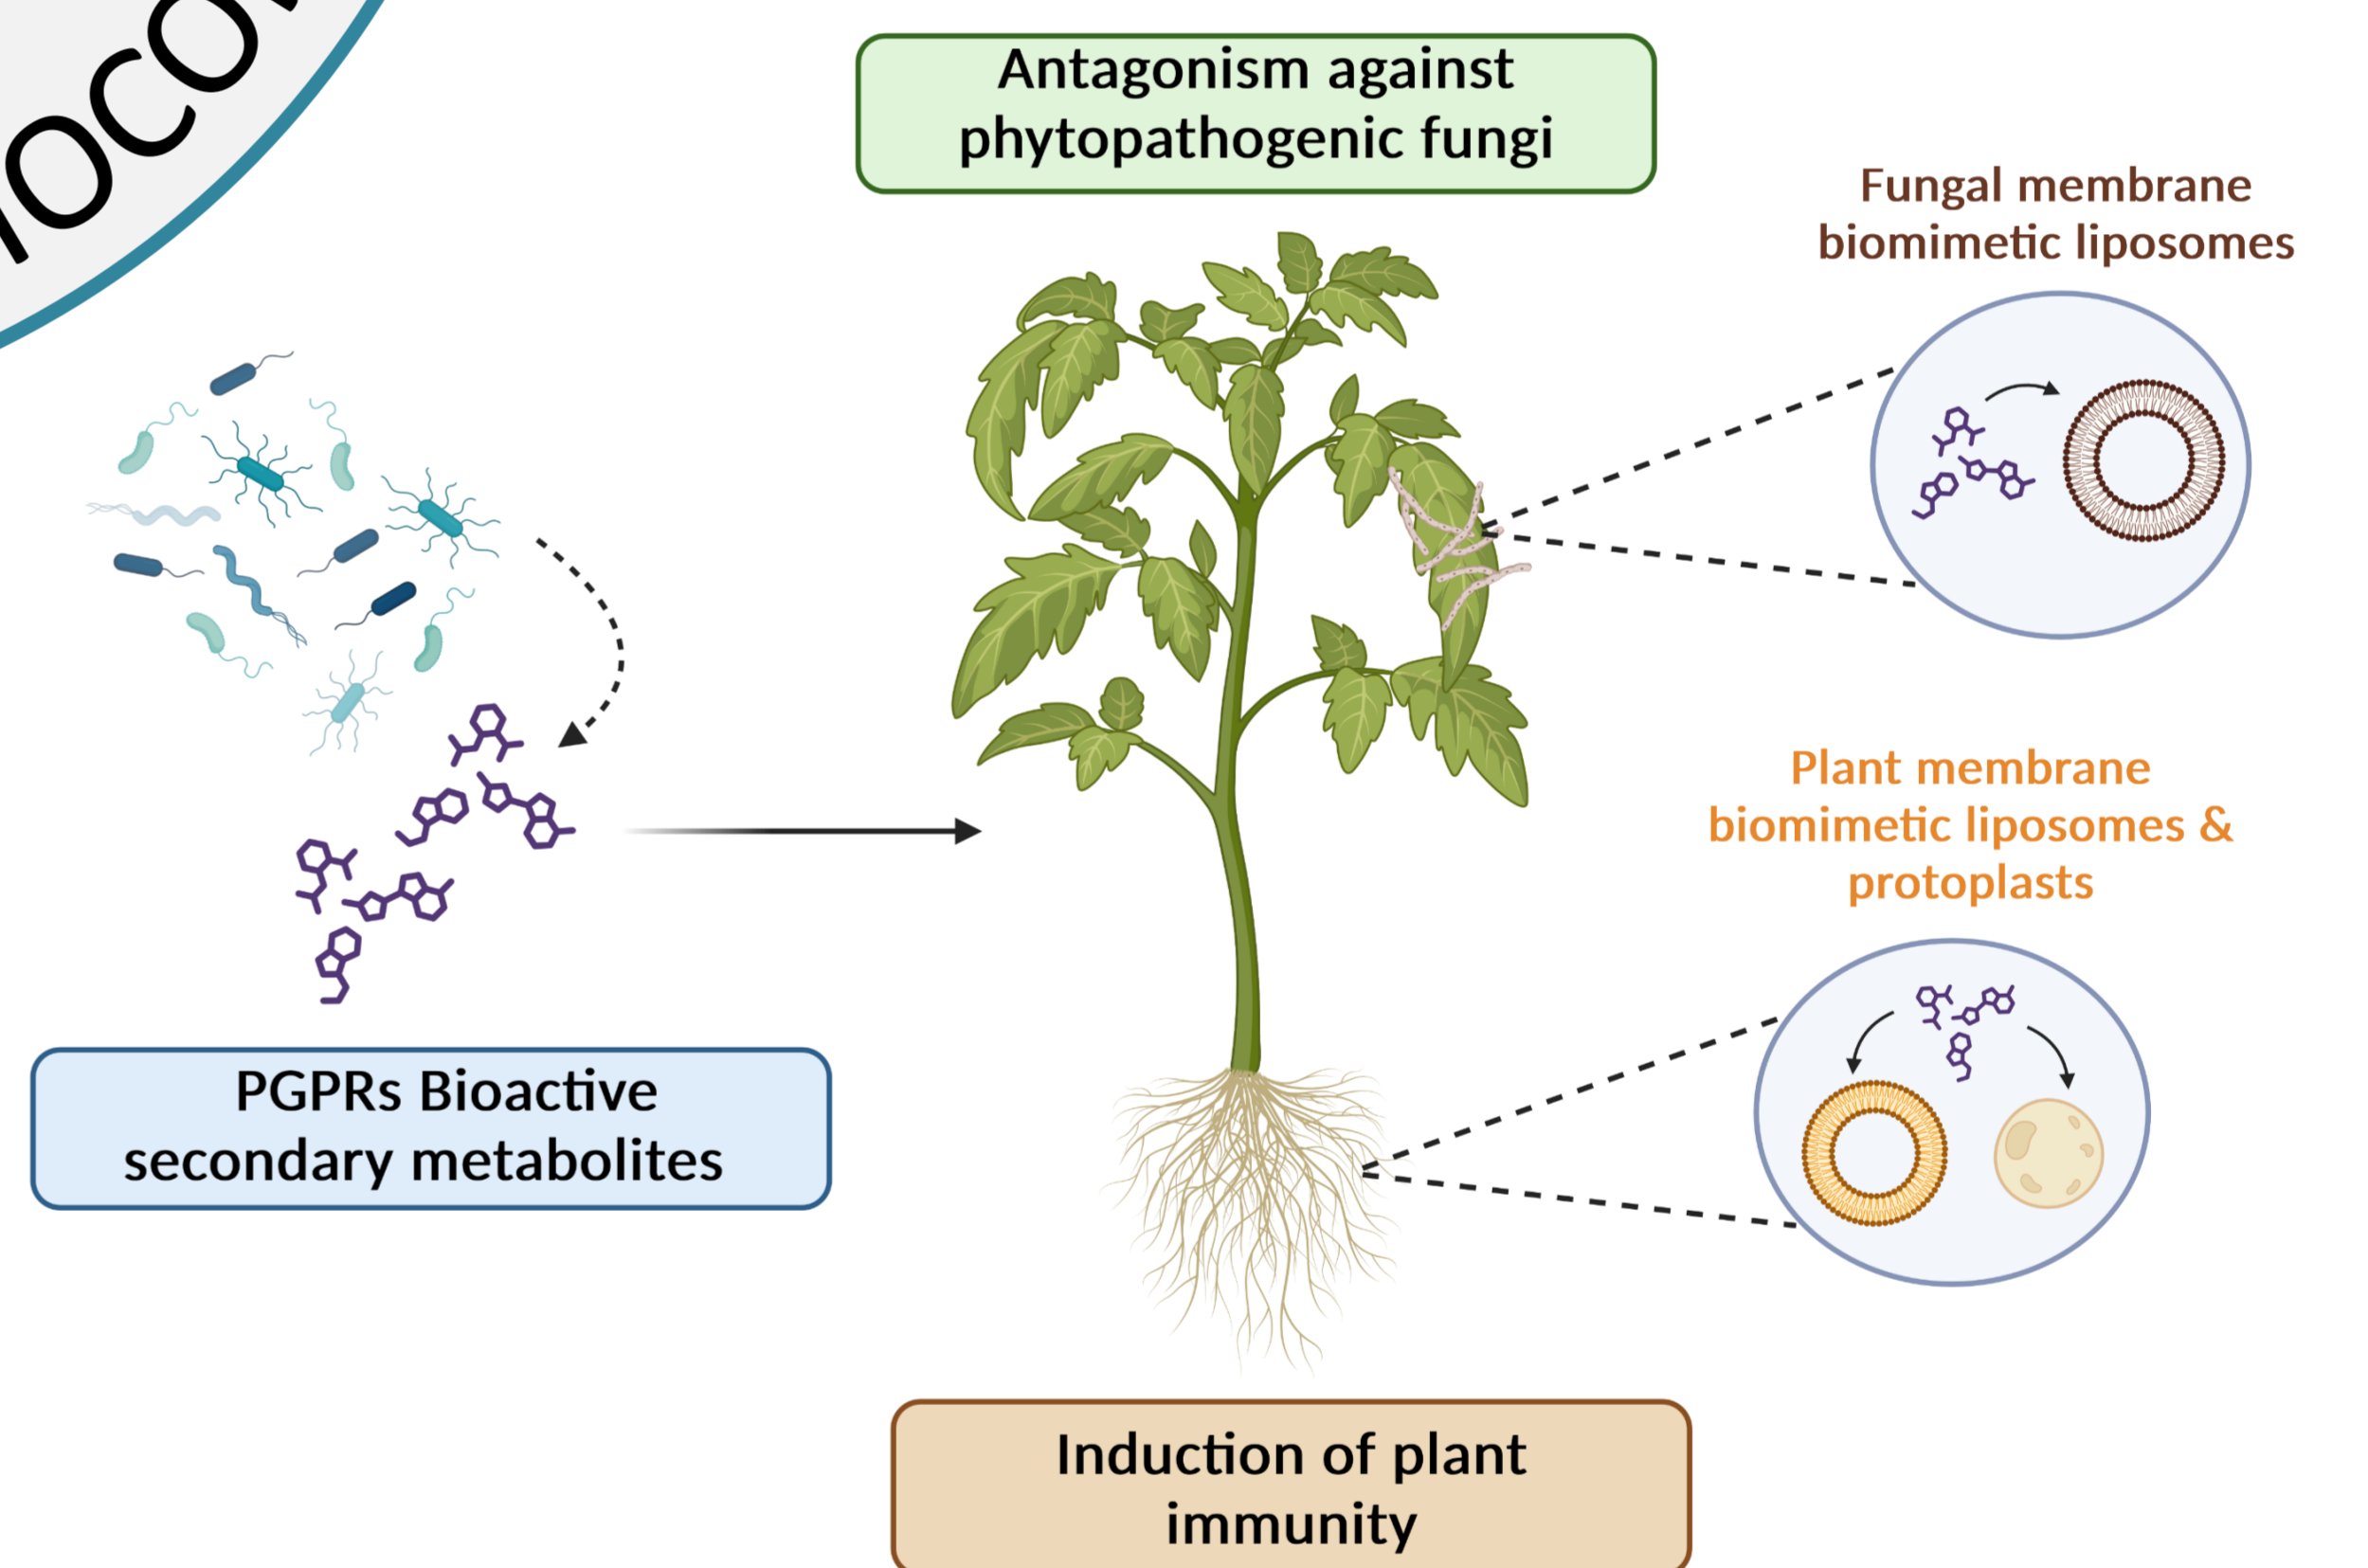 Antagonism against
phytopathogenic fungi
Fungal membrane
biomimetic liposomes
Plant membrane
biomimetic liposomes &
protoplasts
PGPRs Bioactive
secondary metabolites
Induction of plant
immunity